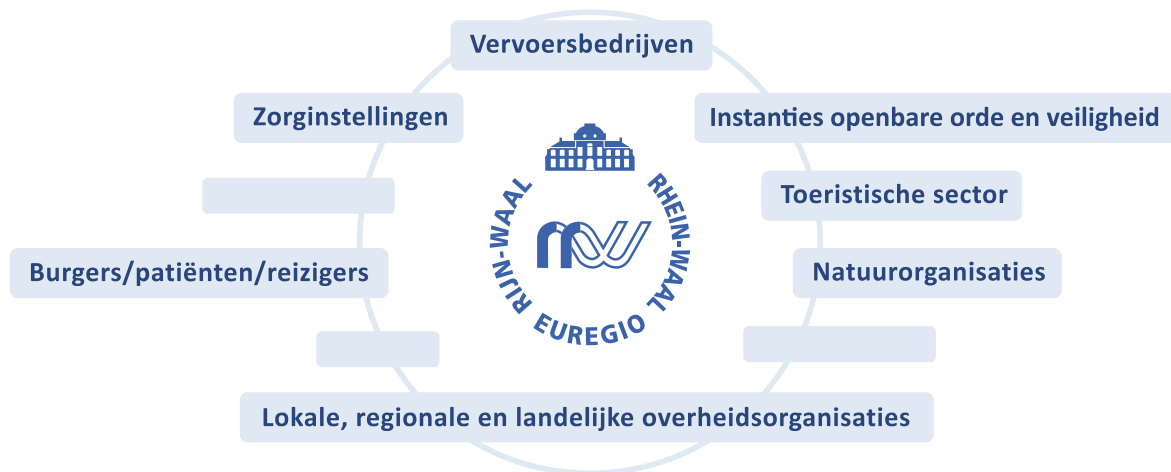 Vervoersbedrijven
Zorginstellingen
Instanties openbare orde en veiligheid
Toeristische sector
Burgers/patiënten/reizigers
Natuurorganisaties
RIJN-WAAL
RHEIN-WAAL
EUREGIO
rw
Lokale, regionale en landelijke overheidsorganisaties